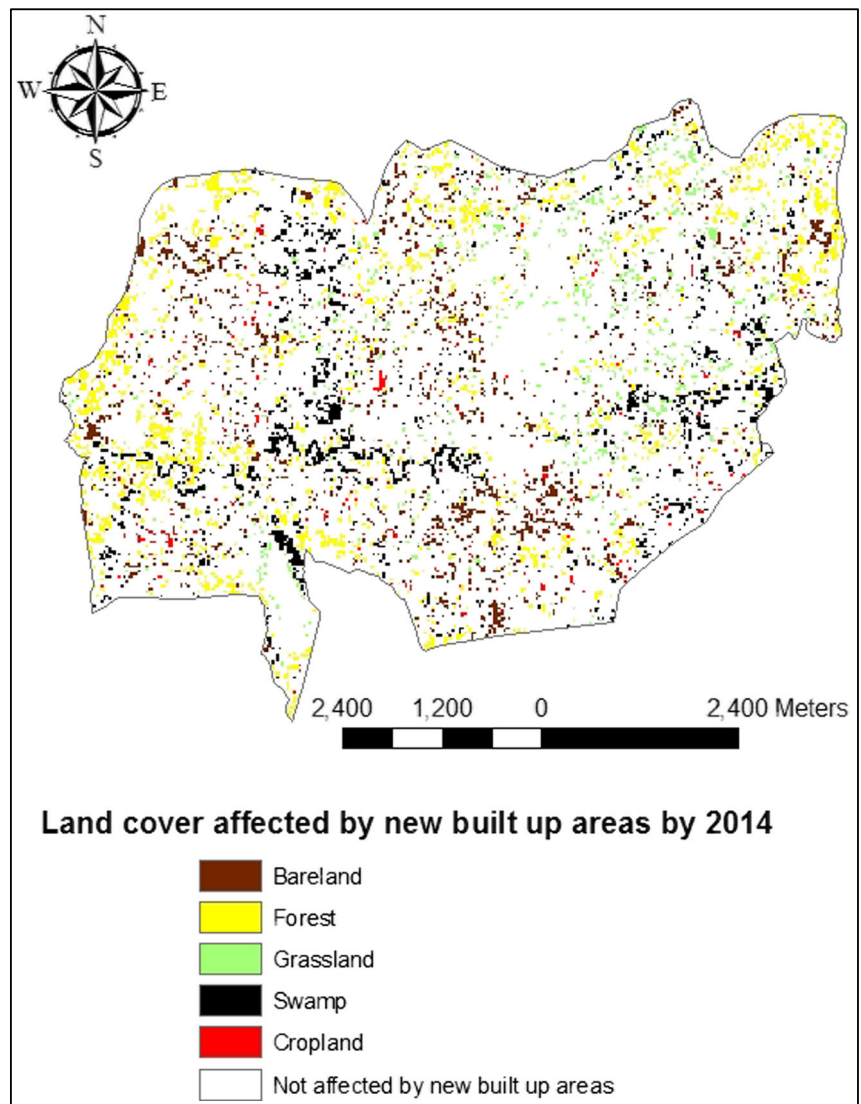 N
W E
S
2,400 1,200 0 2,400 Meters
Land cover affected by new built up areas by 2014
Bareland
Forest
Grassland
Swamp
Cropland
Not affected by new built up areas